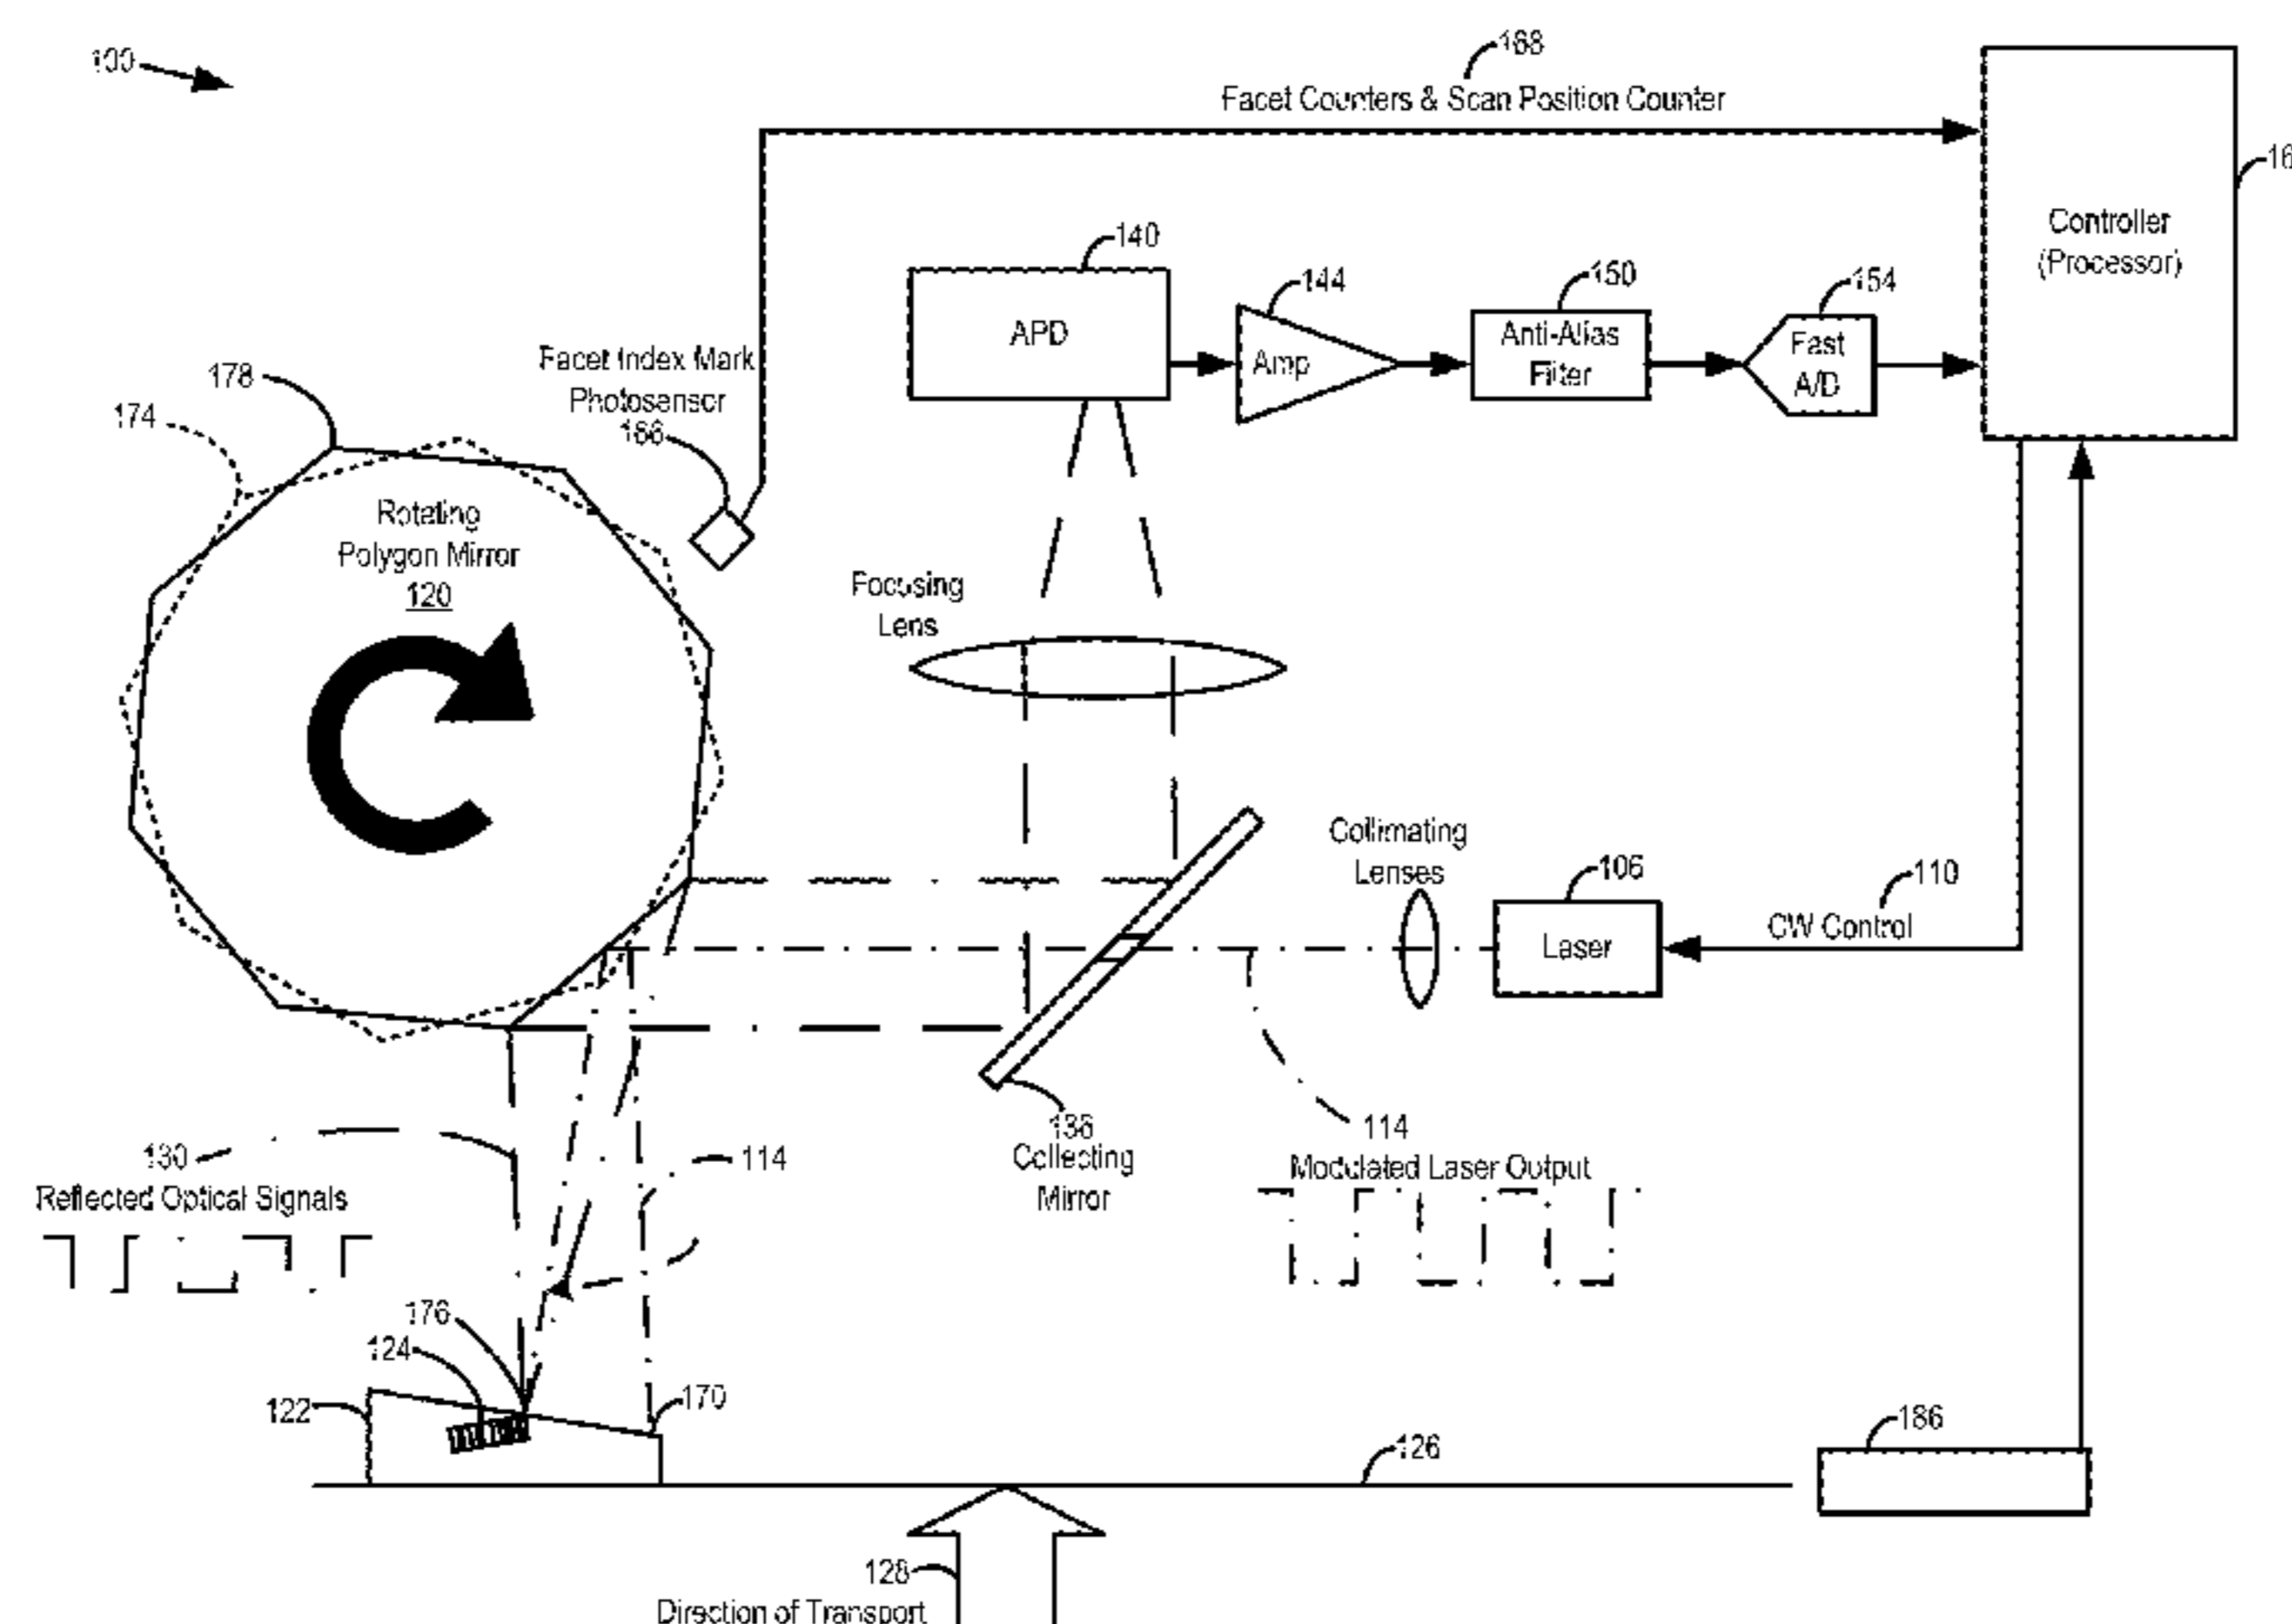 100
168
Facet Counters & Scan Position Counter
16
Controller
(Processor)
140
APD
144
Amp
150
Anti-Alias
Filter
154
Fast
A/D
Facet Index Mark
Photosensor
166
178
174
Rotating
Polygon Mirror
120
Focusing
Lens
Collimating
Lenses
106
Laser
110
CW Control
136
Collecting
Mirror
114
Modulated Laser Output
130
Reflected Optical Signals
114
176
124
122
170
126
186
128
Direction of Transport